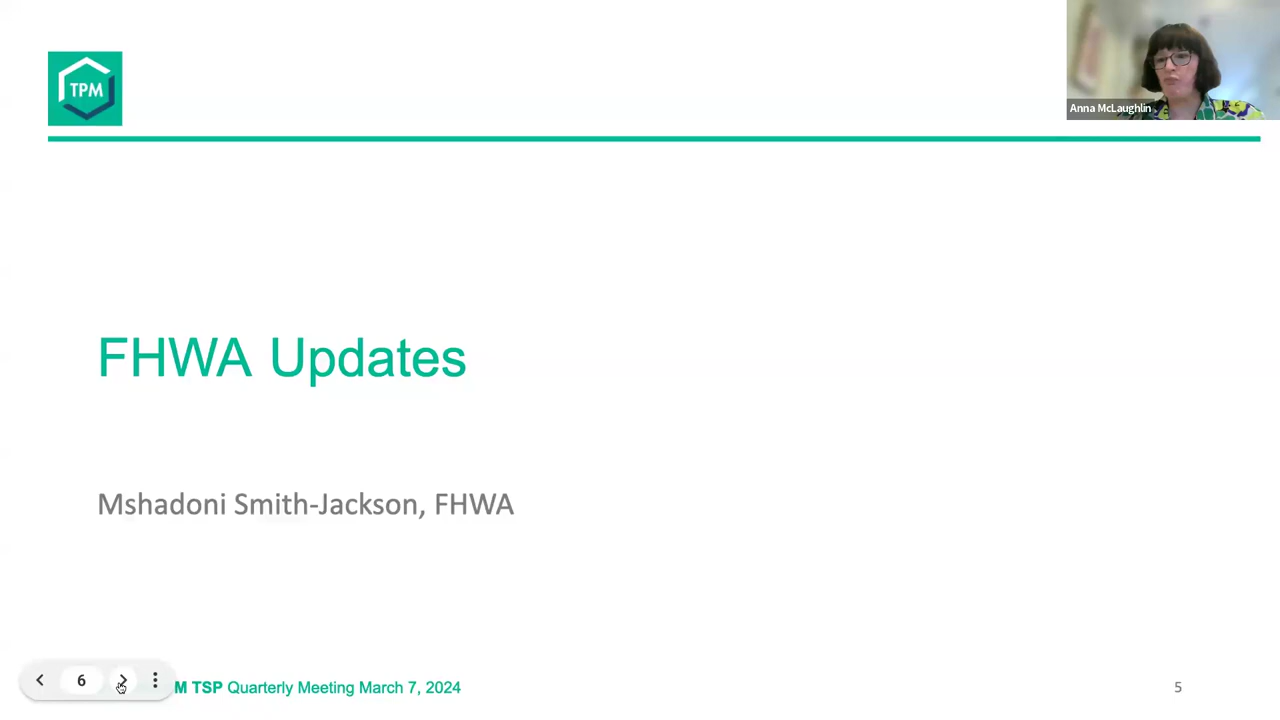 TPM
Anna McLaughlin
FHWA Updates
Mshadoni Smith-Jackson, FHWA
6
M TSP Quarterly Meeting March 7, 2024
5